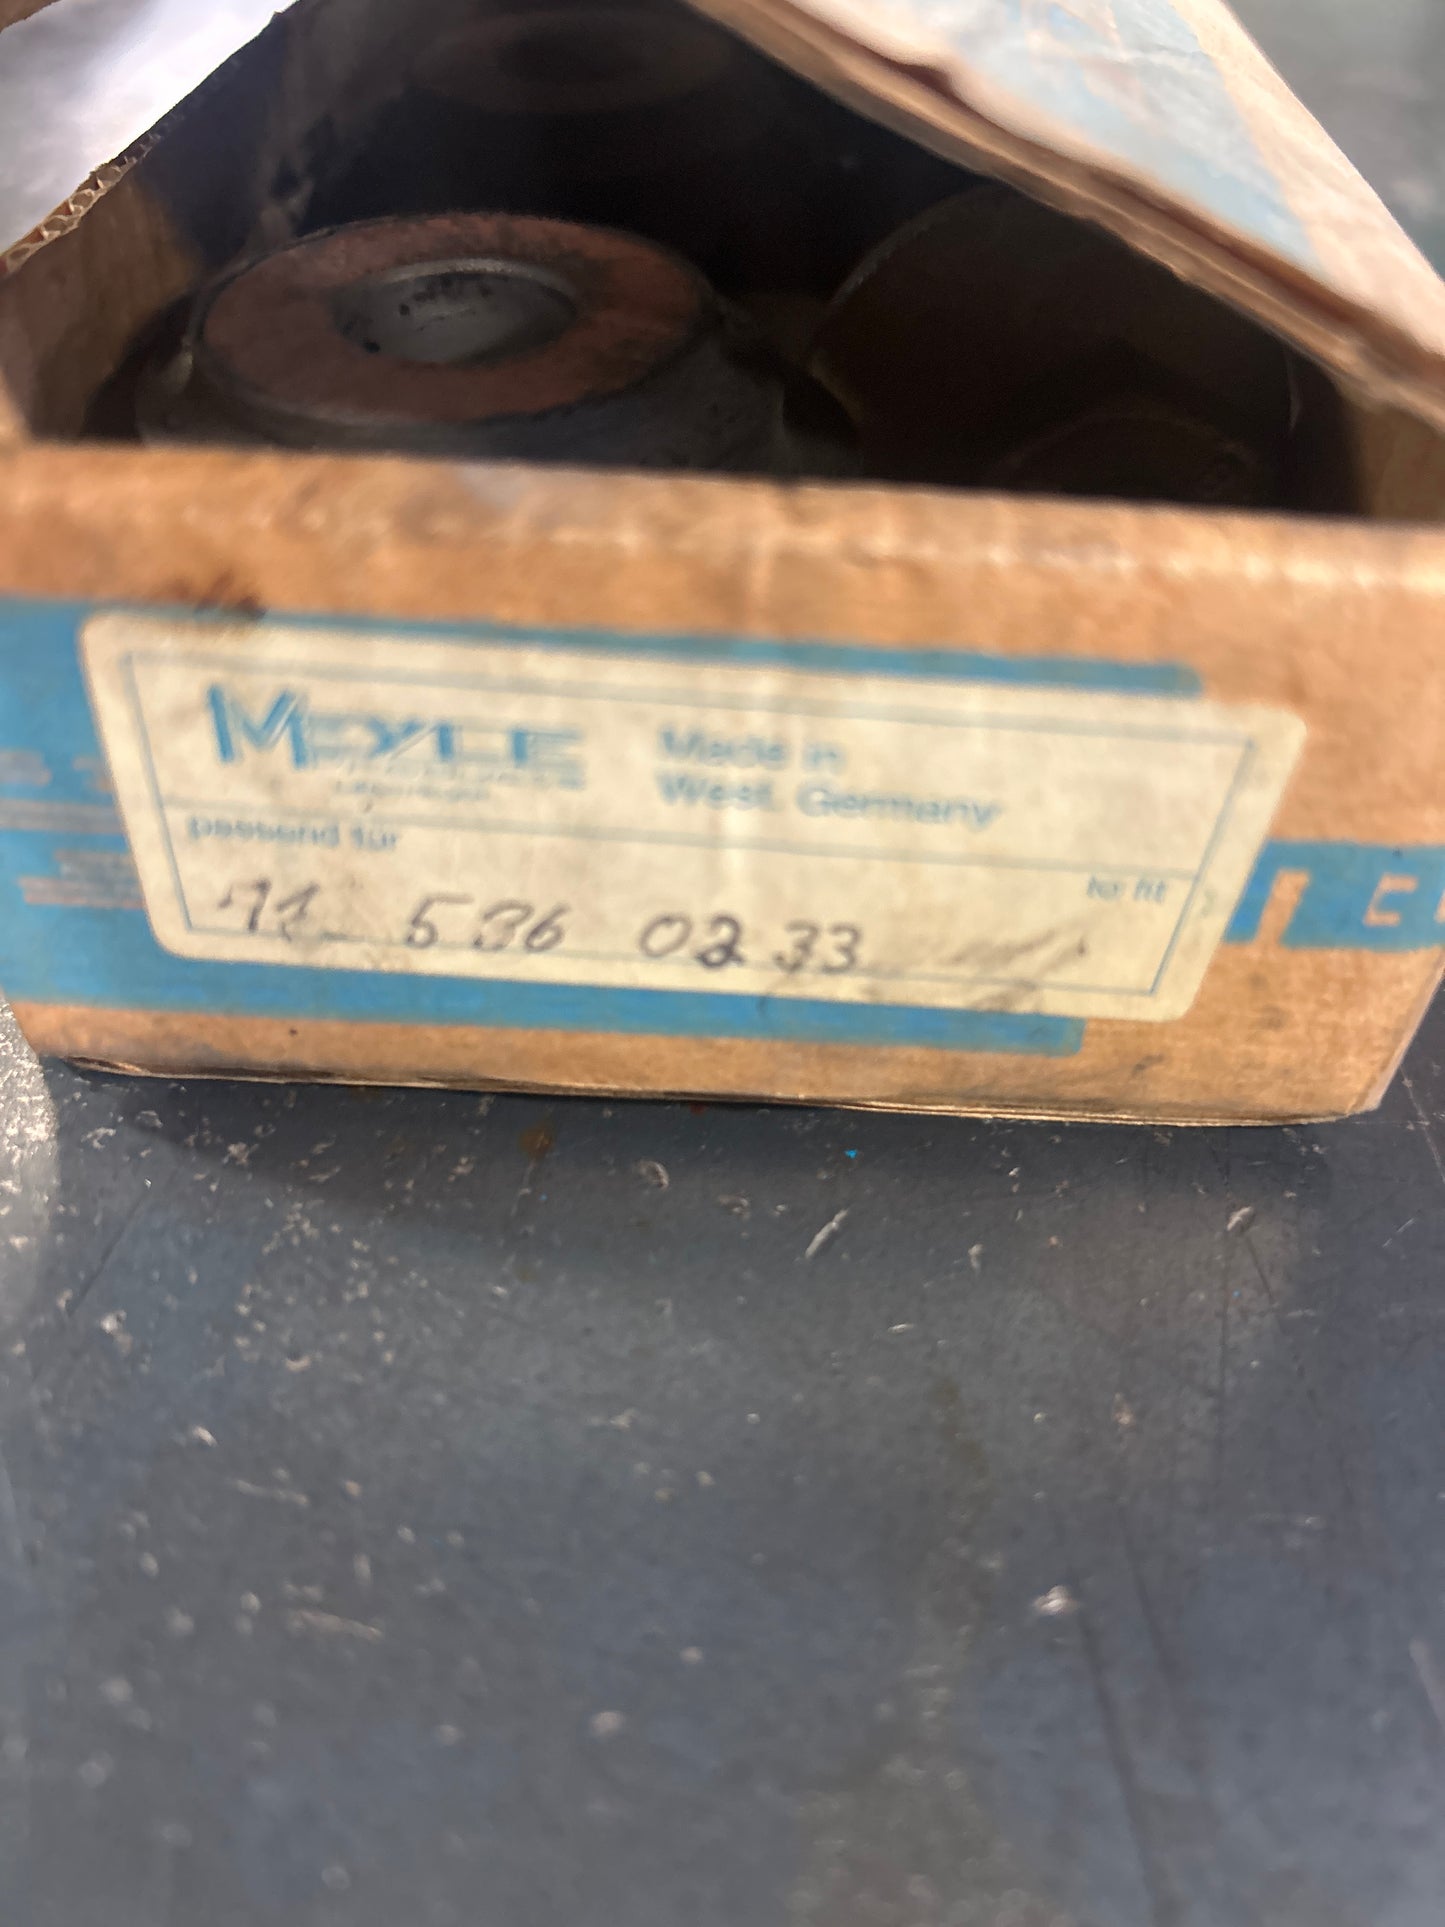 MEYLE
Made in
West. Germany
passend für
to fit
11 536 02 33